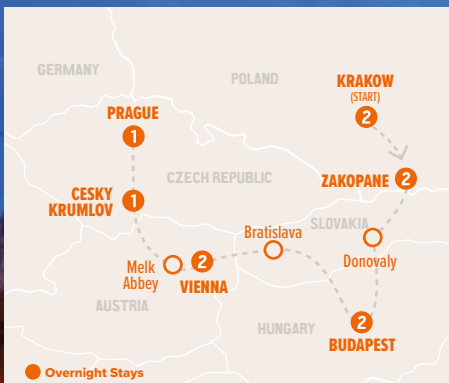 GERMANY
POLAND
KRAKOW
(START)
2
PRAGUE
1
ZAKOPANE 2
CZECH REPUBLIC
CESKY
KRUMLOV
1
SLOVAKIA
Bratislava
Donovaly
Melk
Abbey
2
VIENNA
AUSTRIA
HUNGARY
2
BUDAPEST
Overnight Stays